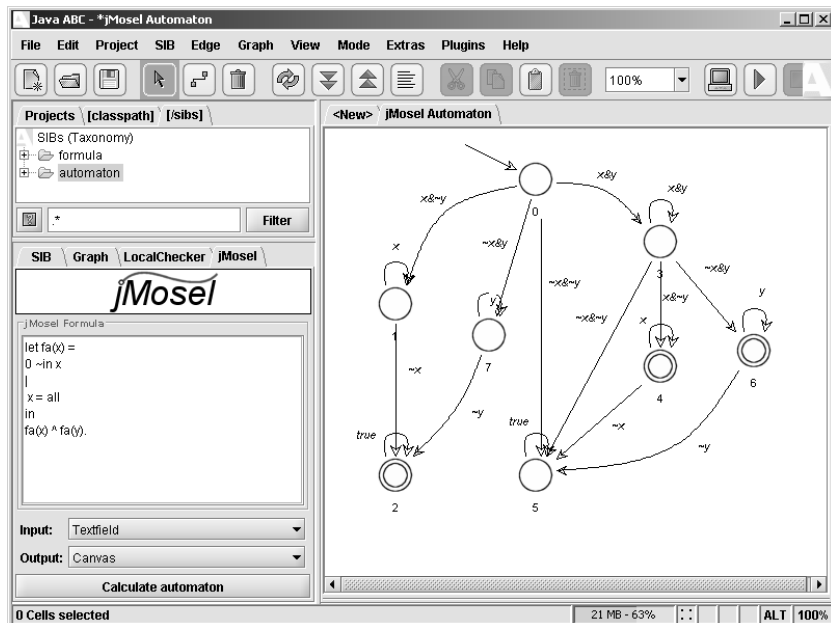 Java ABC - *jMosel Automaton
File Edit Project SIB Edge Graph View Mode Extras Plugins Help
100%
Projects [classpath] [/sibs]
SIBs (Taxonomy)
formula
automaton
.*
Filter
SIB Graph LocalChecker jMosel
jMosel
jMosel Formula
let fa(x) =
0 ~in x
|
x = all
in
fa(x) ^ fa(y).
Input: Textfield
Output: Canvas
Calculate automaton
<New> jMosel Automaton
0
x&y
x&y
x&~y
~x&y
3
~x&y
x
y
~x&~y
x&~y
y
~x&~y
x
1
7
6
4
~x
~y
~x
~y
true
true
2
5
0 Cells selected
21 MB - 63%
ALT
100%